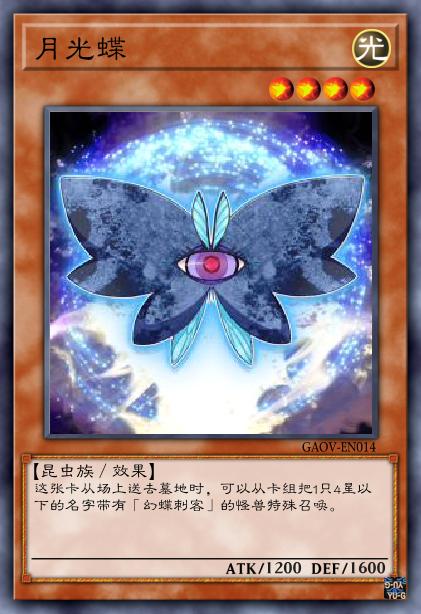 月光蝶
光
GAOV-EN014
【昆虫族/效果】
这张卡从场上送去墓地时,可以从卡组把1只4星以
下的名字带有「幻蝶刺客」的怪兽特殊召唤。
ATK/1200 DEF/1600